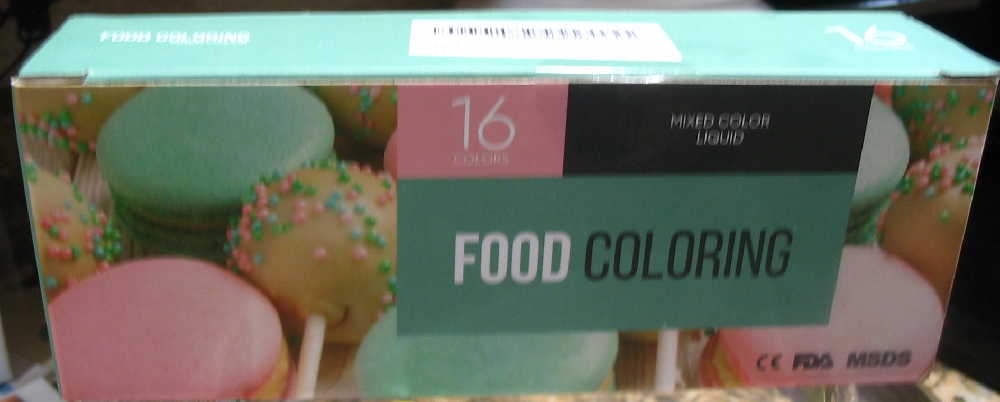 FOOD COLORING
16
16
COLORS
MIXED COLOR
LIQUID
FOOD COLORING
CE FDA MSDS